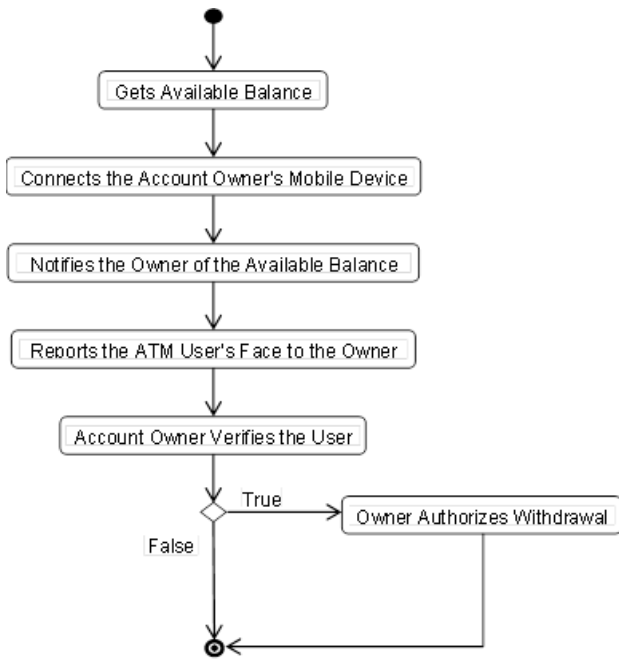 Gets Available Balance
Connects the Account Owner's Mobile Device
Notifies the Owner of the Available Balance
Reports the ATM User's Face to the Owner
Account Owner Verifies the User
True
Owner Authorizes Withdrawal
False